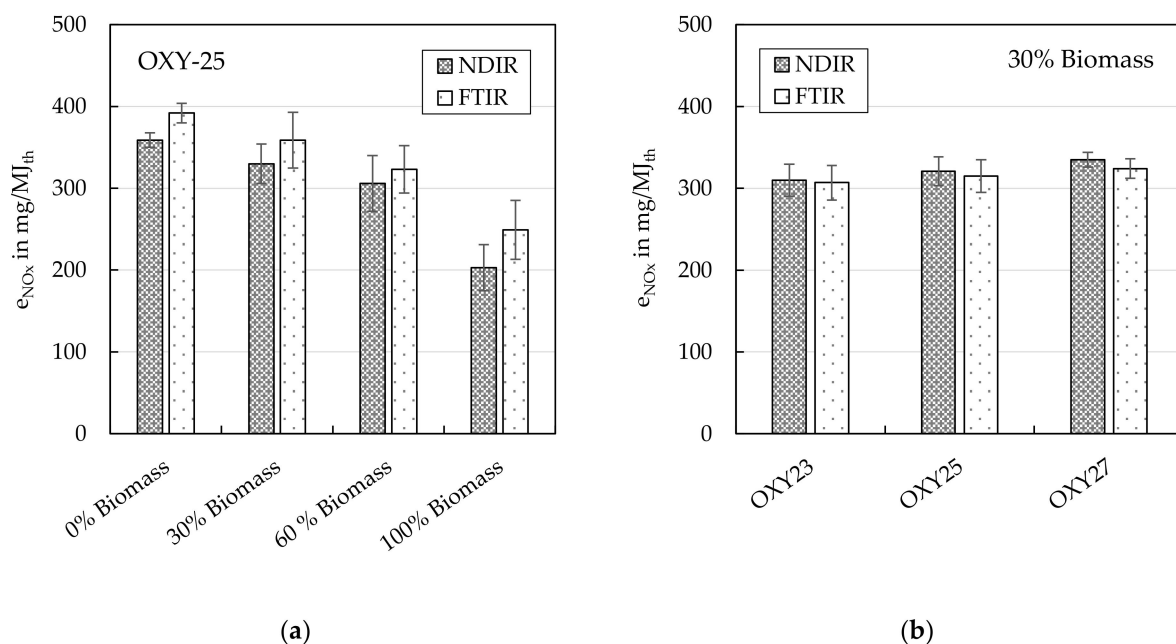 OXY-25
NDIR
FTIR
e_NOx in mg/MJ_th
500
400
300
200
100
0
0% Biomass
30% Biomass
60 % Biomass
100% Biomass
(a)
30% Biomass
NDIR
FTIR
e_NOx in mg/MJ_th
500
400
300
200
100
0
OXY23
OXY25
OXY27
(b)